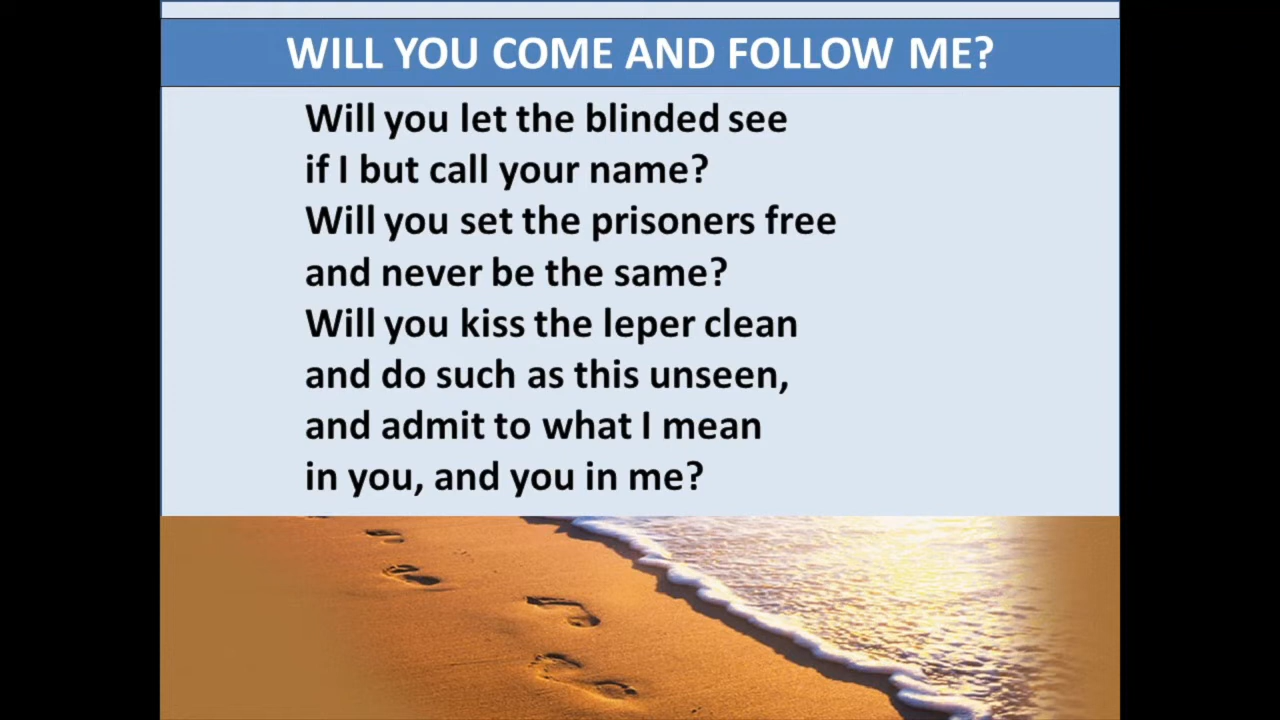 WILL YOU COME AND FOLLOW ME?
Will you let the blinded see
if I but call your name?
Will you set the prisoners free
and never be the same?
Will you kiss the leper clean
and do such as this unseen,
and admit to what I mean
in you, and you in me?